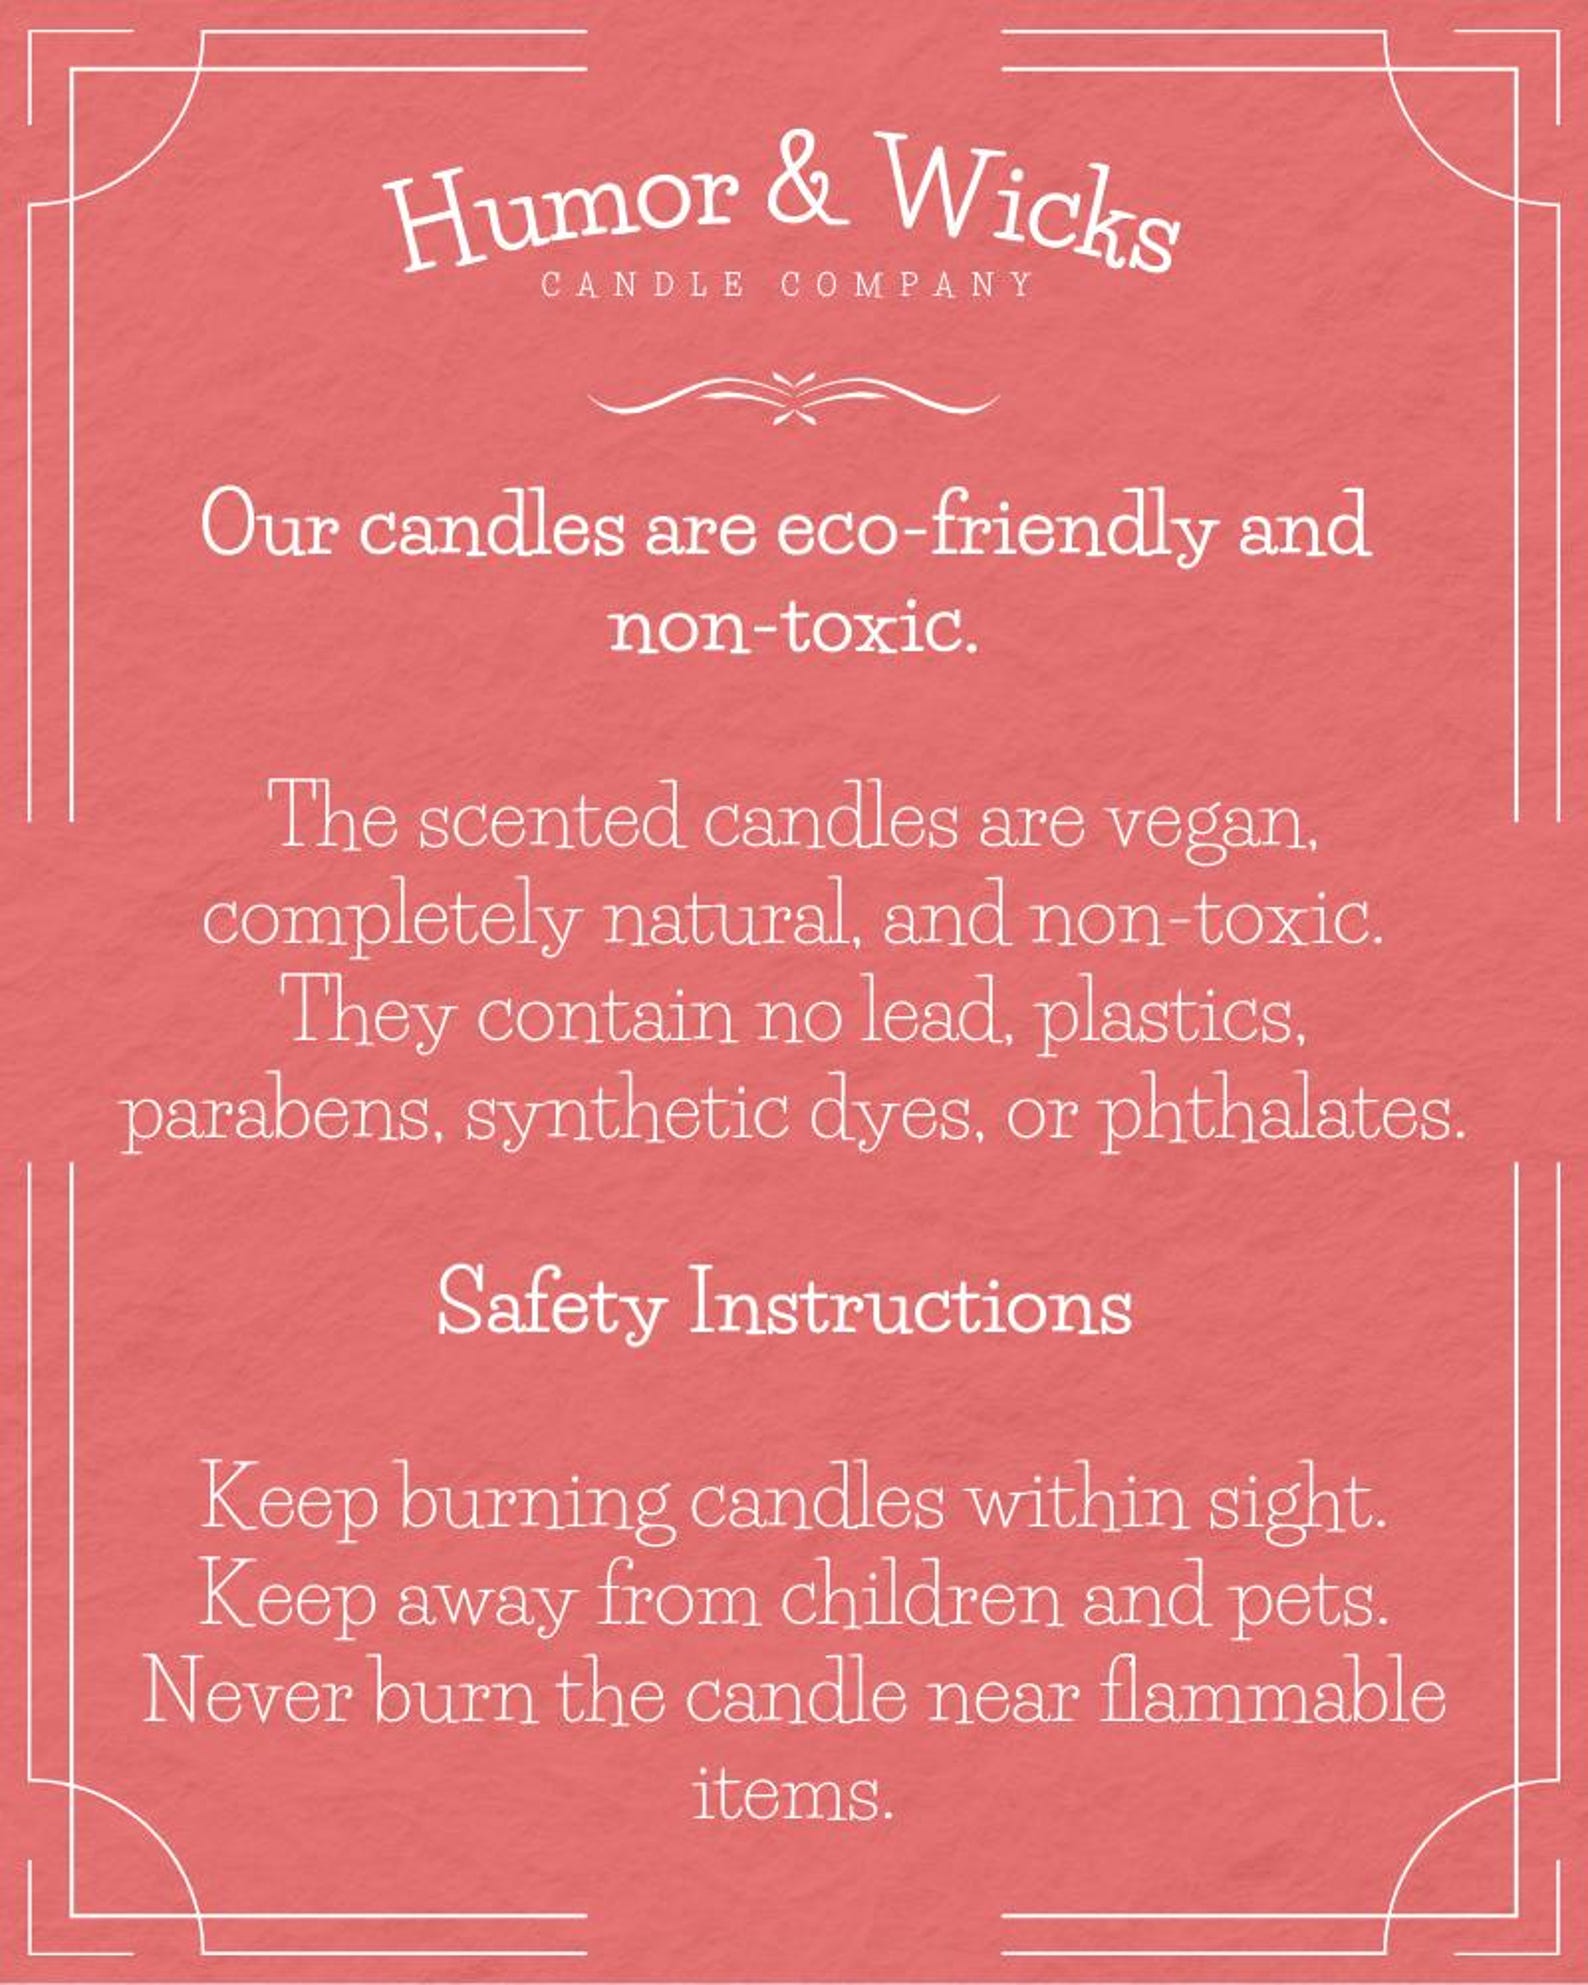 Humor & Wicks
CANDLE COMPANY
Our candles are eco-friendly and
non-toxic.
The scented candles are vegan,
completely natural, and non-toxic.
They contain no lead, plastics,
parabens, synthetic dyes, or phthalates.
Safety Instructions
Keep burning candles within sight.
Keep away from children and pets.
Never burn the candle near flammable
items.